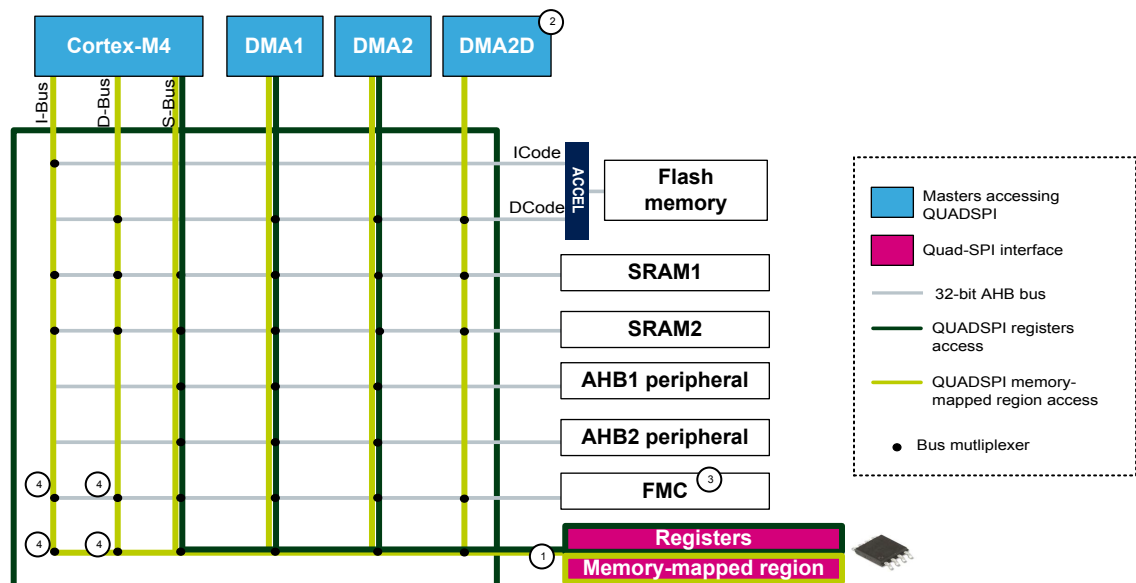 Cortex-M4
DMA1
DMA2
DMA2D
2
I-Bus
D-Bus
S-Bus
ICode
DCode
ACCEL
Flash
memory
SRAM1
SRAM2
AHB1 peripheral
AHB2 peripheral
4
4
FMC
3
4
4
1
Registers
Memory-mapped region
Masters accessing
QUADSPI
Quad-SPI interface
32-bit AHB bus
QUADSPI registers
access
QUADSPI memory-
mapped region access
Bus mutliplexer